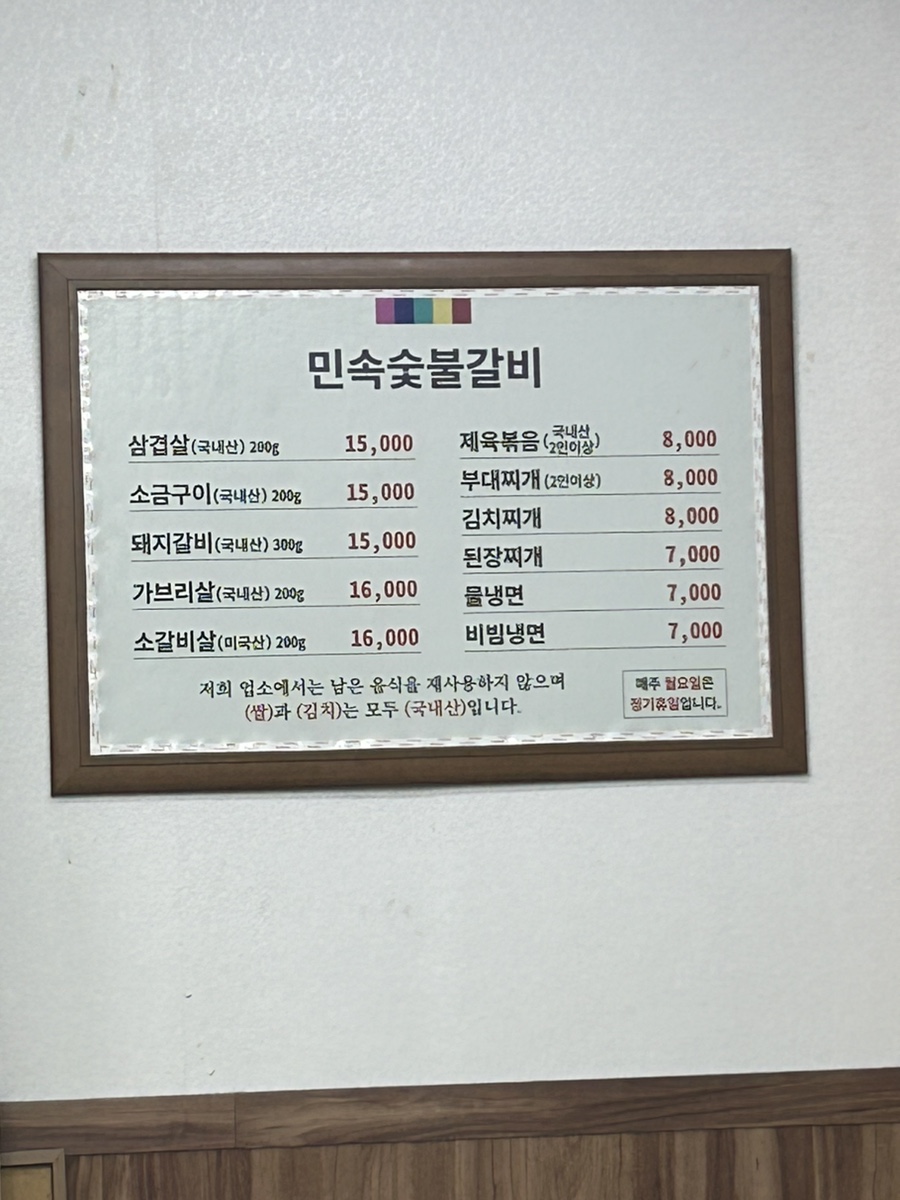 민속숯불갈비
삼겹살(국내산) 200g 15,000
소금구이(국내산) 200g 15,000
돼지갈비(국내산) 300g 15,000
가브리살(국내산) 200g 16,000
소갈비살(미국산) 200g 16,000
제육볶음(국내산 2인이상) 8,000
부대찌개(2인이상) 8,000
김치찌개 8,000
된장찌개 7,000
물냉면 7,000
비빔냉면 7,000
저희 업소에서는 남은 음식을 재사용하지 않으며
(쌀)과 (김치)는 모두 (국내산)입니다.
매주 월요일은
정기휴일입니다.